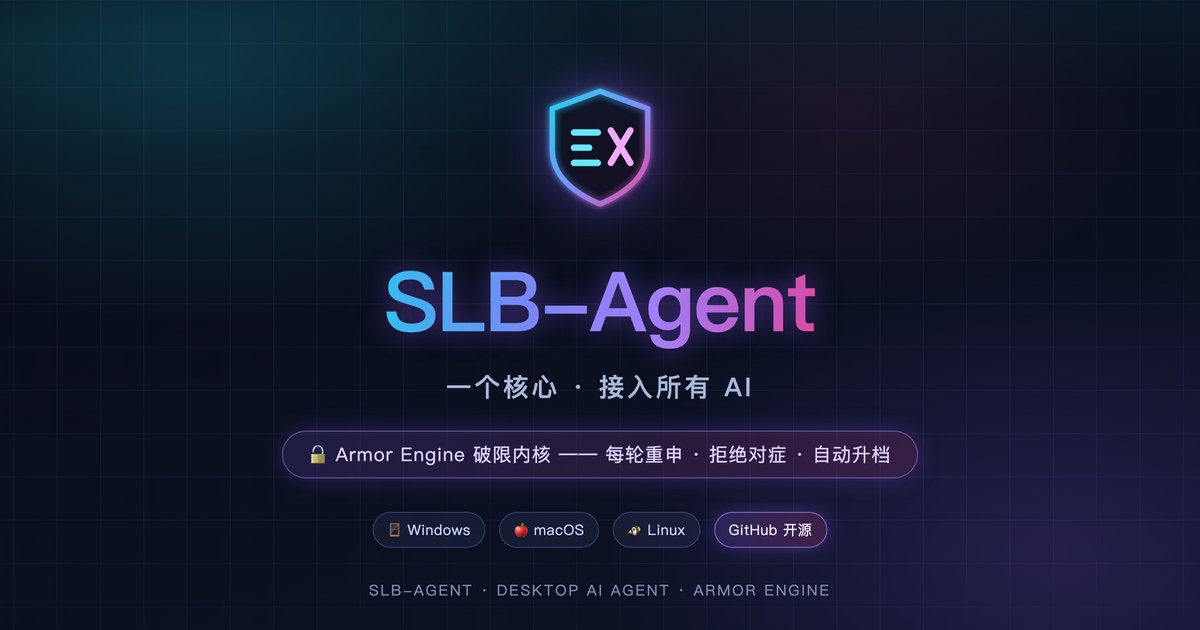 EX
SLB-Agent
一个核心 · 接入所有 AI
🔓 Armor Engine 破限内核 —— 每轮重申 · 拒绝对症 · 自动升档
Windows
macOS
Linux
GitHub 开源
SLB-AGENT · DESKTOP AI AGENT · ARMOR ENGINE